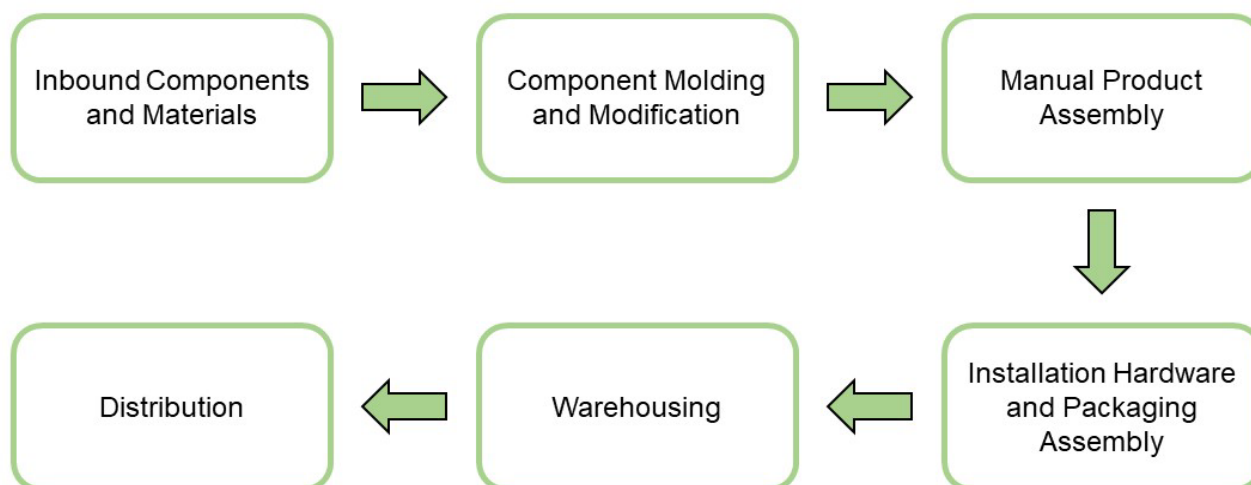 Inbound Components
and Materials
Component Molding
and Modification
Manual Product
Assembly
Installation Hardware
and Packaging
Assembly
Warehousing
Distribution